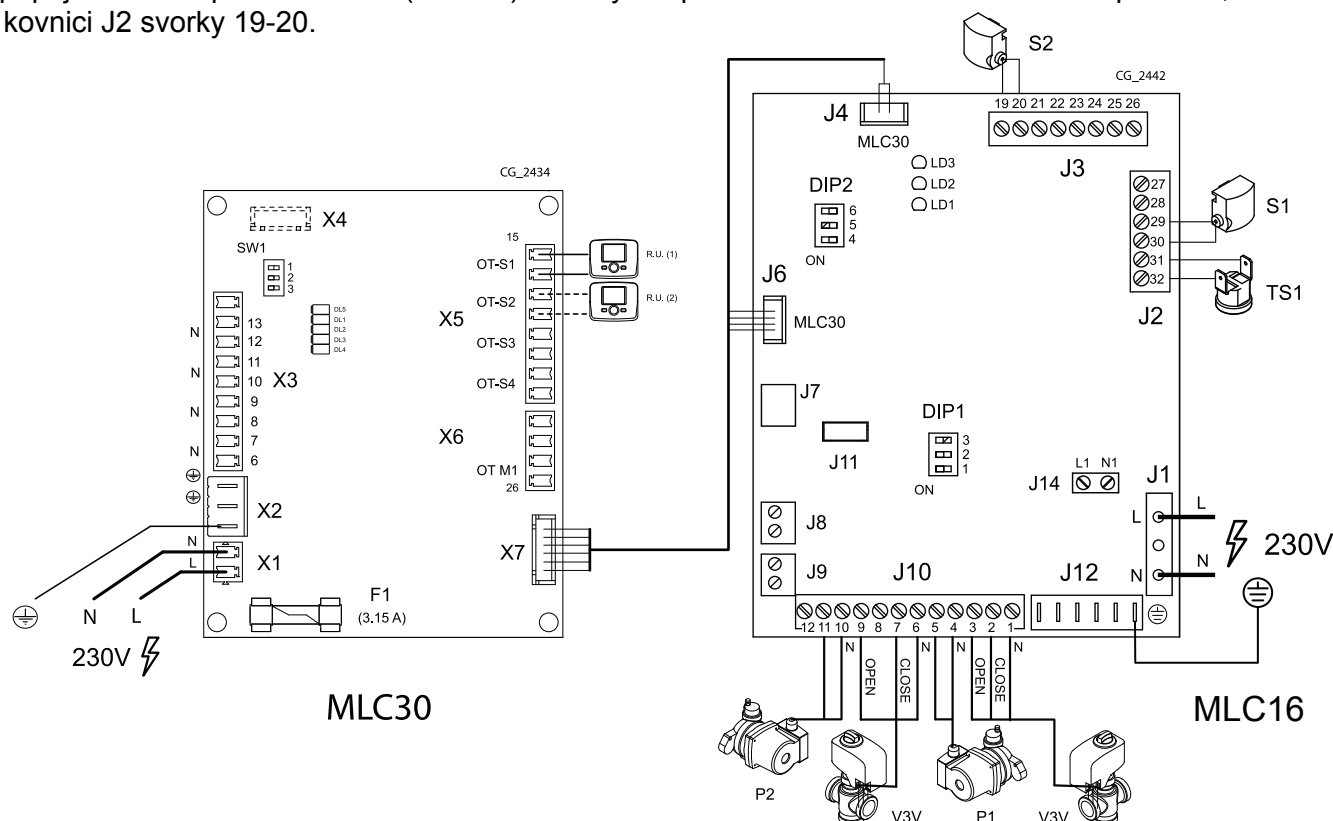 kovnici J2 svorky 19-20.
S2
CG_2442
19 20 21 22 23 24 25 26
J4
MLC30
J3
LD3
LD2
LD1
DIP2
6
5
4
ON
27
28
29
30
31
32
S1
TS1
J2
J6
MLC30
J7
J11
DIP1
3
2
1
ON
J14
L1 N1
J1
L
L
N
N
230V
J8
J9
J10
J12
12 11 10 9 8 7 6 5 4 3 2 1
N
OPEN
CLOSE
N
N
OPEN
CLOSE
N
MLC16
P2
V3V
P1
V3V
CG_2434
X4
SW1
1
2
3
15
OT-S1
R.U. (1)
OT-S2
R.U. (2)
X5
OT-S3
OT-S4
DL5
DL1
DL2
DL3
DL4
13
N
12
11
N
10
X3
9
N
8
7
N
6
X6
OT M1
26
X2
X7
N
L
X1
F1
(3.15 A)
N
L
230V
MLC30